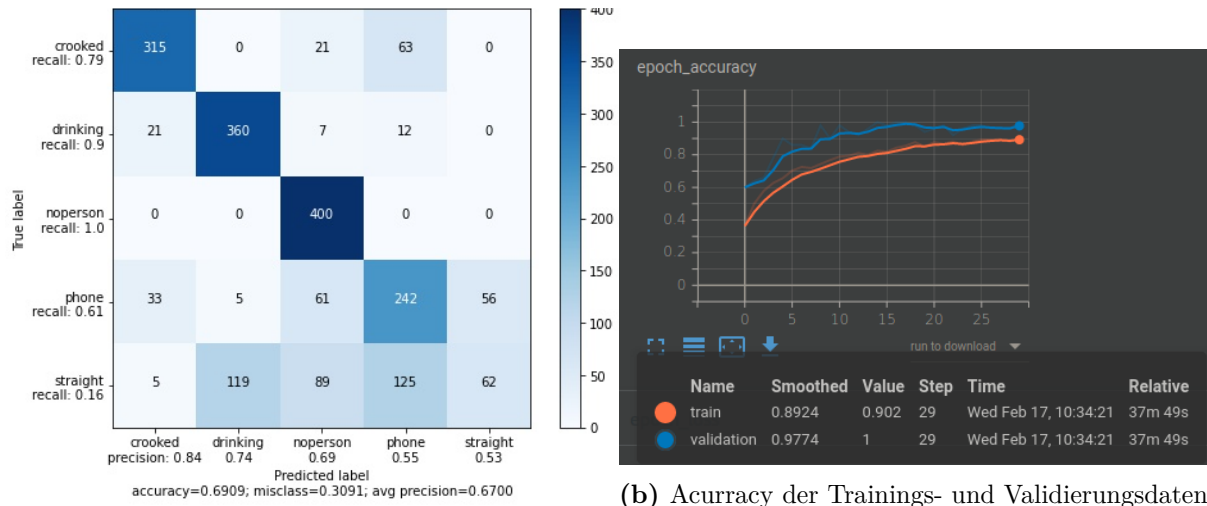 400
crooked
recall: 0.79
315 0 21 63 0
350
drinking
recall: 0.9
21 360 7 12 0
300
250
True label
noperson
recall: 1.0
0 0 400 0 0
200
150
phone
recall: 0.61
33 5 61 242 56
100
straight
recall: 0.16
5 119 89 125 62
50
0
crooked drinking noperson phone straight
precision: 0.84 0.74 0.69 0.55 0.53
Predicted label
accuracy=0.6909; misclass=0.3091; avg precision=0.6700
epoch_accuracy
1
0.8
0.6
0.4
0.2
0
0 5 10 15 20 25
run to download
Name Smoothed Value Step Time Relative
train 0.8924 0.902 29 Wed Feb 17, 10:34:21 37m 49s
validation 0.9774 1 29 Wed Feb 17, 10:34:21 37m 49s
(b) Acurracy der Trainings- und Validierungsdaten